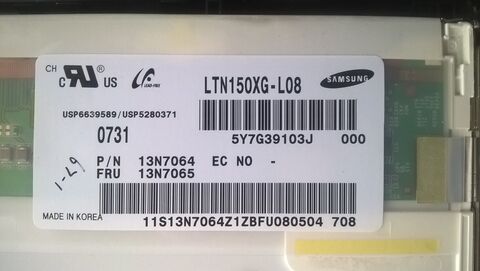 CH
C US
LEAD-FREE
LTN150XG-L08
SAMSUNG
USP6639589/USP5280371
0731
5Y7G39103J 000
P/N 13N7064 EC NO -
FRU 13N7065
1-L9
MADE IN KOREA
11S13N7064Z1ZBFU080504 708